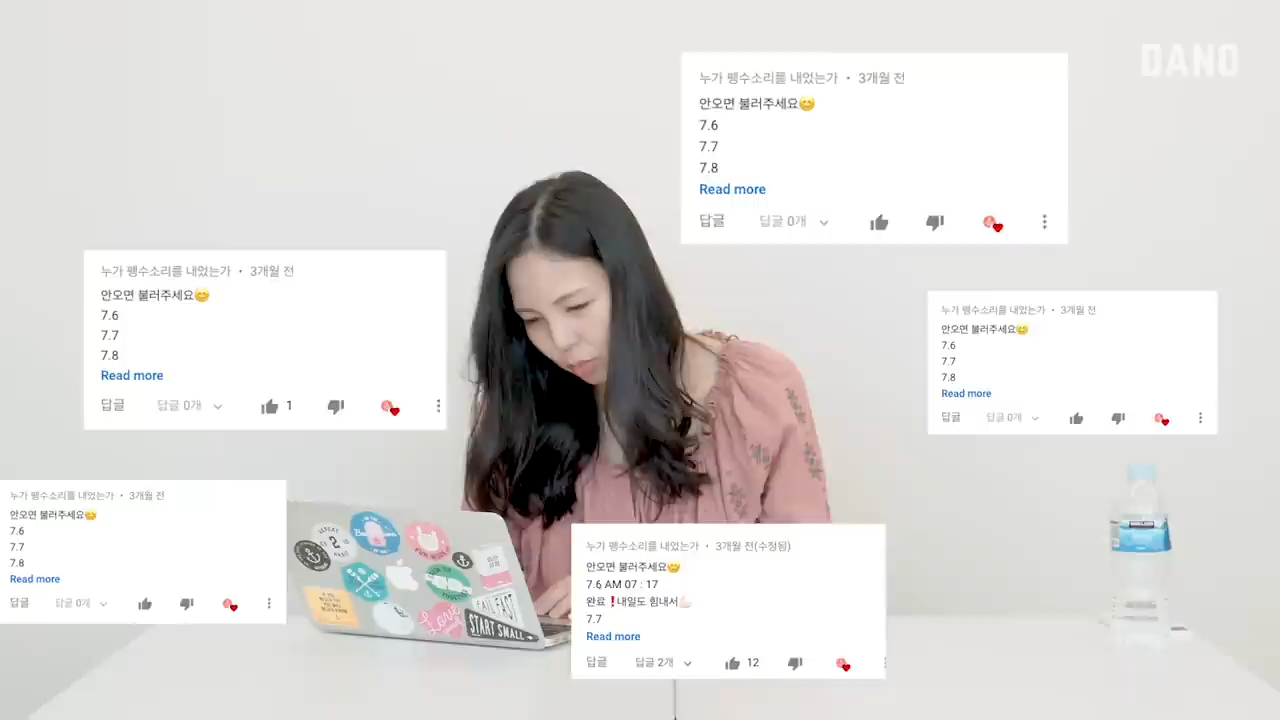 DANO
누가 펭수소리를 내었는가 • 3개월 전
안오면 불러주세요😊
7.6
7.7
7.8
Read more
답글 답글 0개
누가 펭수소리를 내었는가 • 3개월 전
안오면 불러주세요😊
7.6
7.7
7.8
Read more
답글 답글 0개 1
누가 펭수소리를 내었는가 • 3개월 전
안오면 불러주세요😊
7.6
7.7
7.8
Read more
답글 답글 0개
누가 펭수소리를 내었는가 • 3개월 전
안오면 불러주세요😊
7.6
7.7
7.8
Read more
답글 답글 0개
누가 펭수소리를 내었는가 • 3개월 전(수정됨)
안오면 불러주세요😊
7.6 AM 07 : 17
완료❗내일도 힘내서💪🏻
7.7
Read more
답글 답글 2개 12
REPEAT
2
FAIL FAST
Love
START SMALL
KIRKLAND